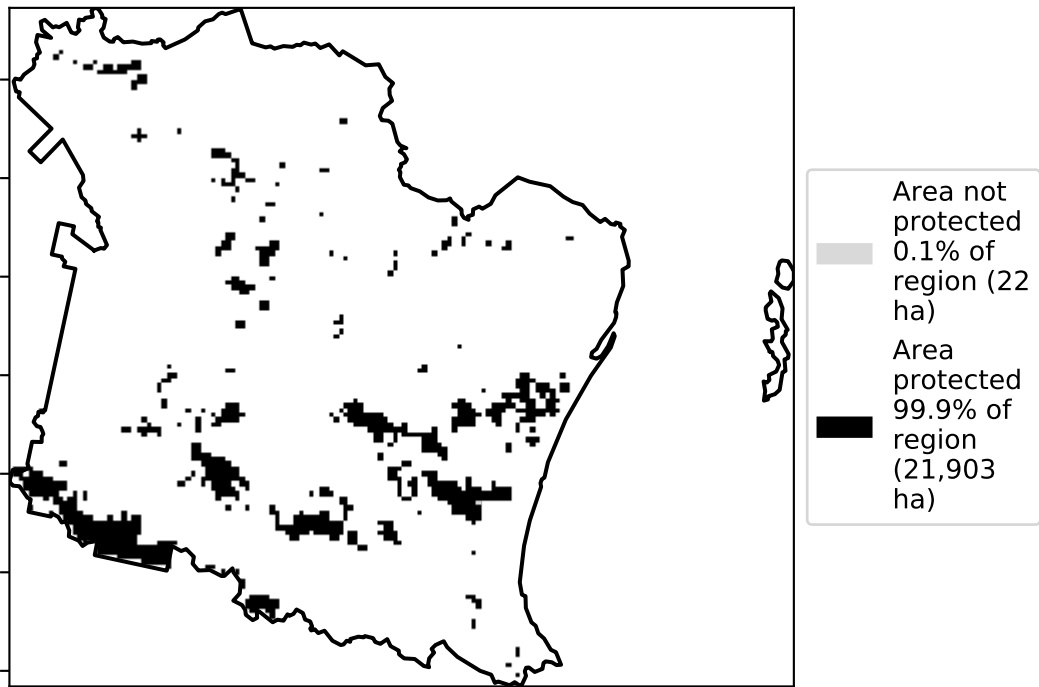 Area not
protected
0.1% of
region (22
ha)
Area
protected
99.9% of
region
(21,903
ha)